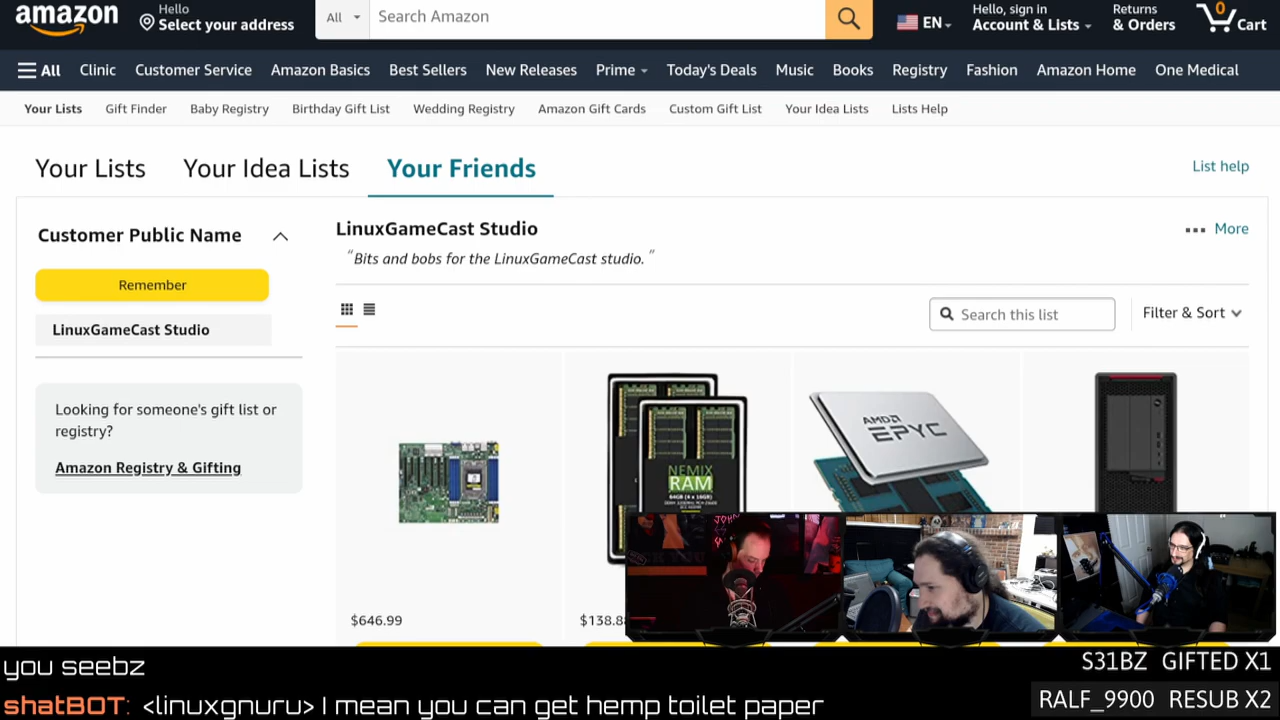 amazon
Hello
Select your address
All
Search Amazon
EN
Hello, sign in
Account & Lists
Returns
& Orders
0
Cart
All
Clinic
Customer Service
Amazon Basics
Best Sellers
New Releases
Prime
Today's Deals
Music
Books
Registry
Fashion
Amazon Home
One Medical
Your Lists
Gift Finder
Baby Registry
Birthday Gift List
Wedding Registry
Amazon Gift Cards
Custom Gift List
Your Idea Lists
Lists Help
Your Lists
Your Idea Lists
Your Friends
List help
Customer Public Name
Remember
LinuxGameCast Studio
Looking for someone's gift list or
registry?
Amazon Registry & Gifting
LinuxGameCast Studio
“Bits and bobs for the LinuxGameCast studio.”
More
Search this list
Filter & Sort
NEMIX
RAM
64GB (4 x 16GB)
AMD
EPYC
$646.99
$138.8
you seebz
shatBOT: <linuxgnuru> I mean you can get hemp toilet paper
S31BZ GIFTED X1
RALF_9900 RESUB X2